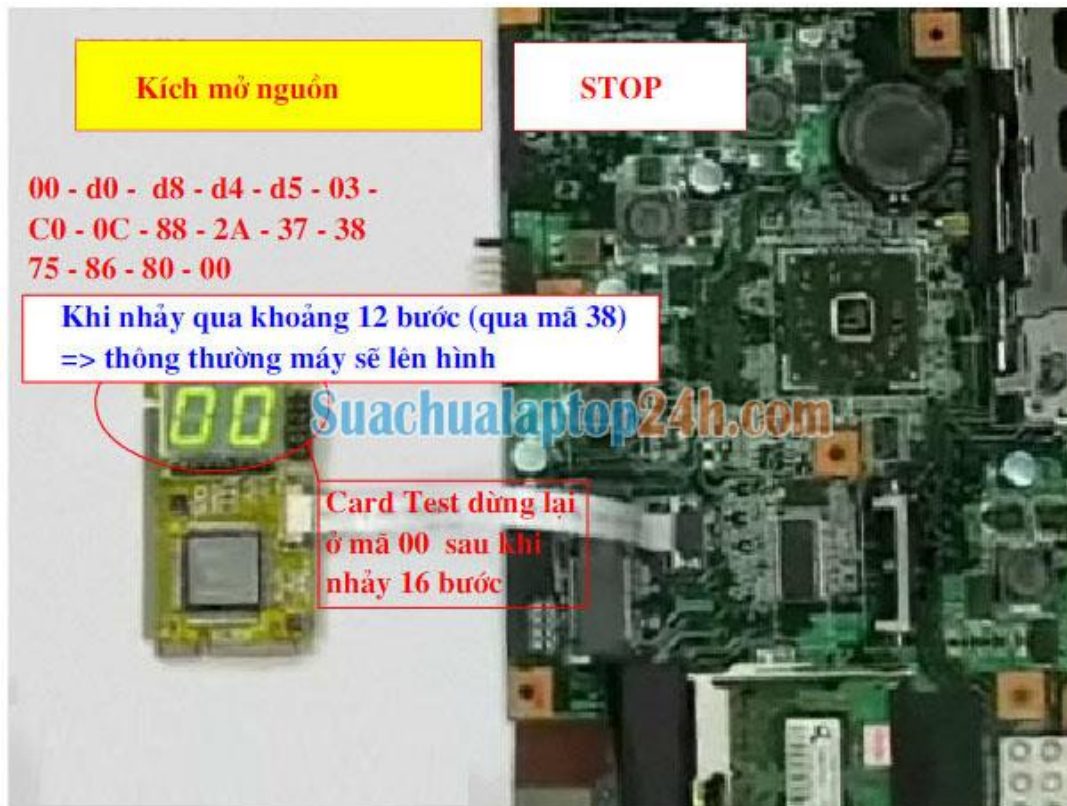 Kích mở nguồn
STOP
00 - d0 - d8 - d4 - d5 - 03 -
C0 - 0C - 88 - 2A - 37 - 38
75 - 86 - 80 - 00
Khi nhảy qua khoảng 12 bước (qua mã 38)
=> thông thường máy sẽ lên hình
00
Suachualaptop24h.com
Card Test dừng lại
ở mã 00 sau khi
nhảy 16 bước